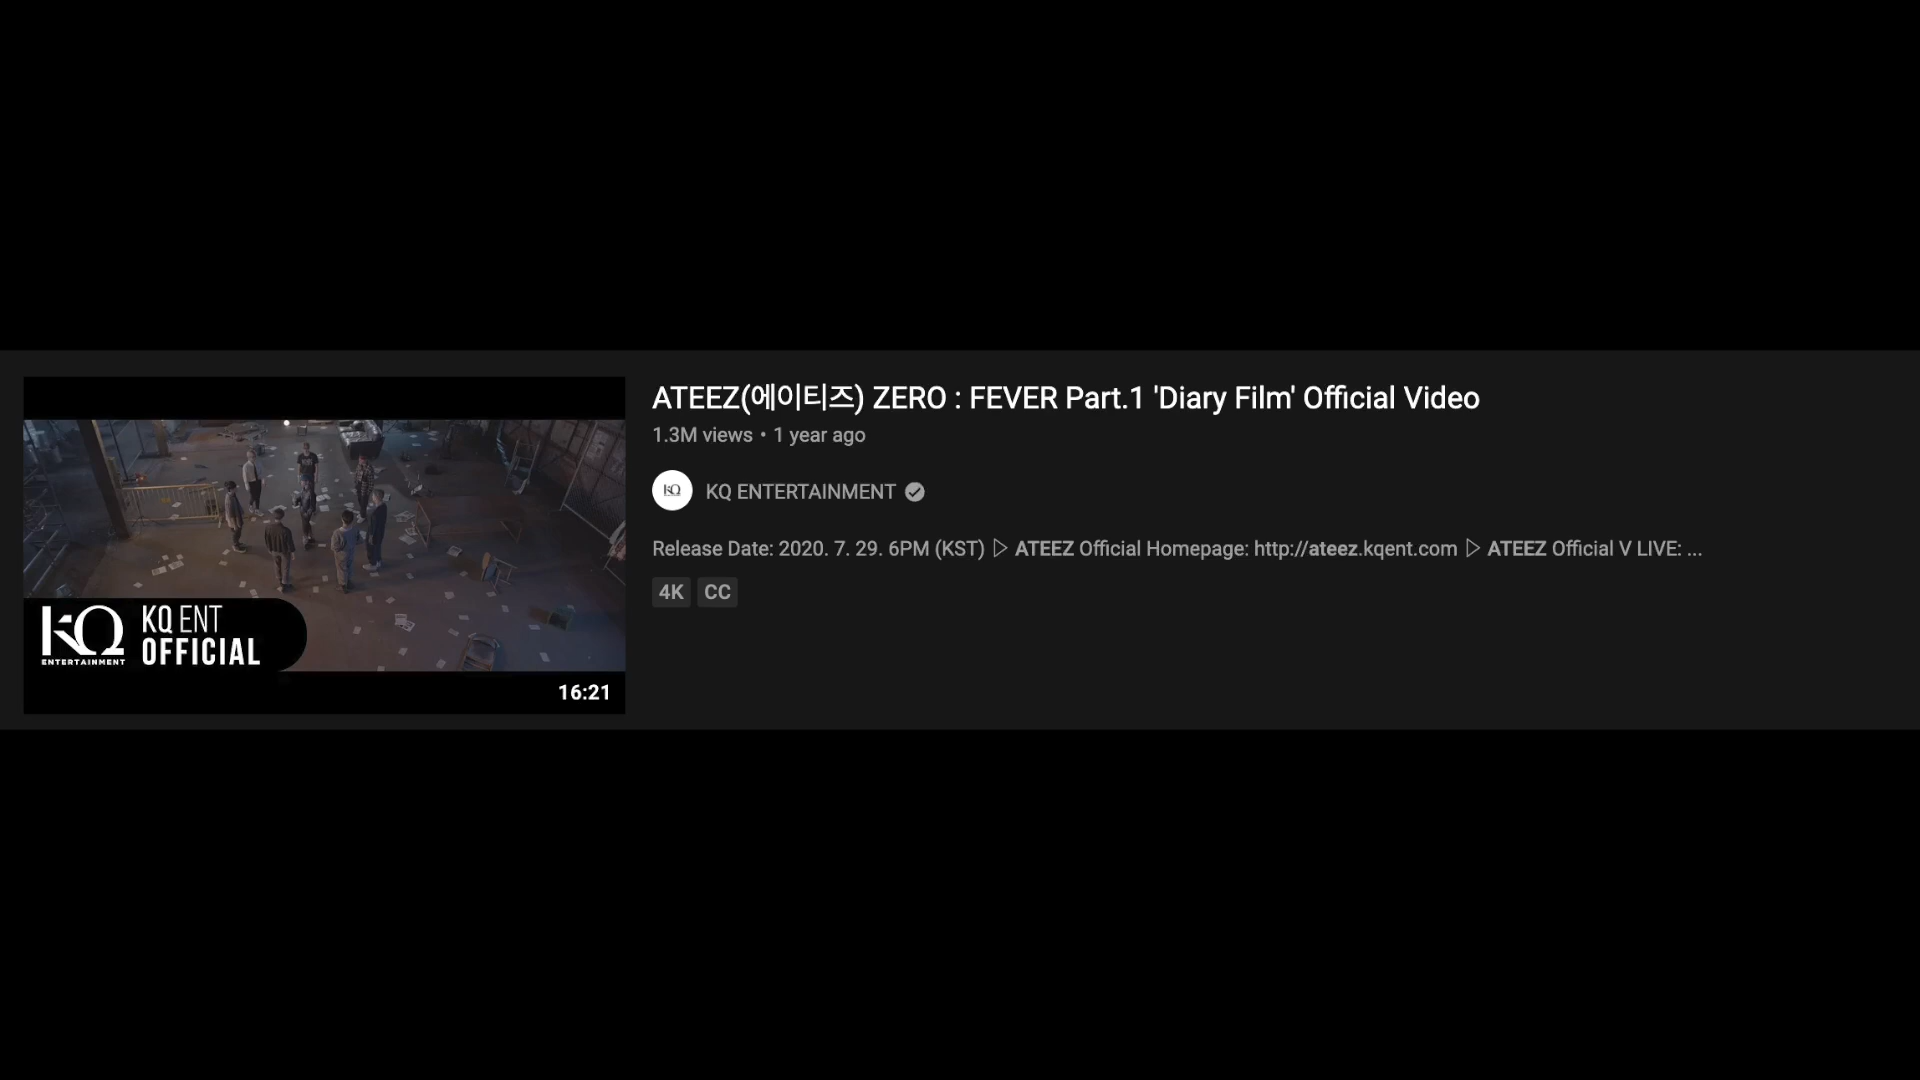 ATEEZ(에이티즈) ZERO : FEVER Part.1 'Diary Film' Official Video
1.3M views • 1 year ago
KQ
KQ ENTERTAINMENT
Release Date: 2020. 7. 29. 6PM (KST) ▷ ATEEZ Official Homepage: http://ateez.kqent.com ▷ ATEEZ Official V LIVE: ...
4K CC
KQ
ENTERTAINMENT
KQ ENT
OFFICIAL
16:21